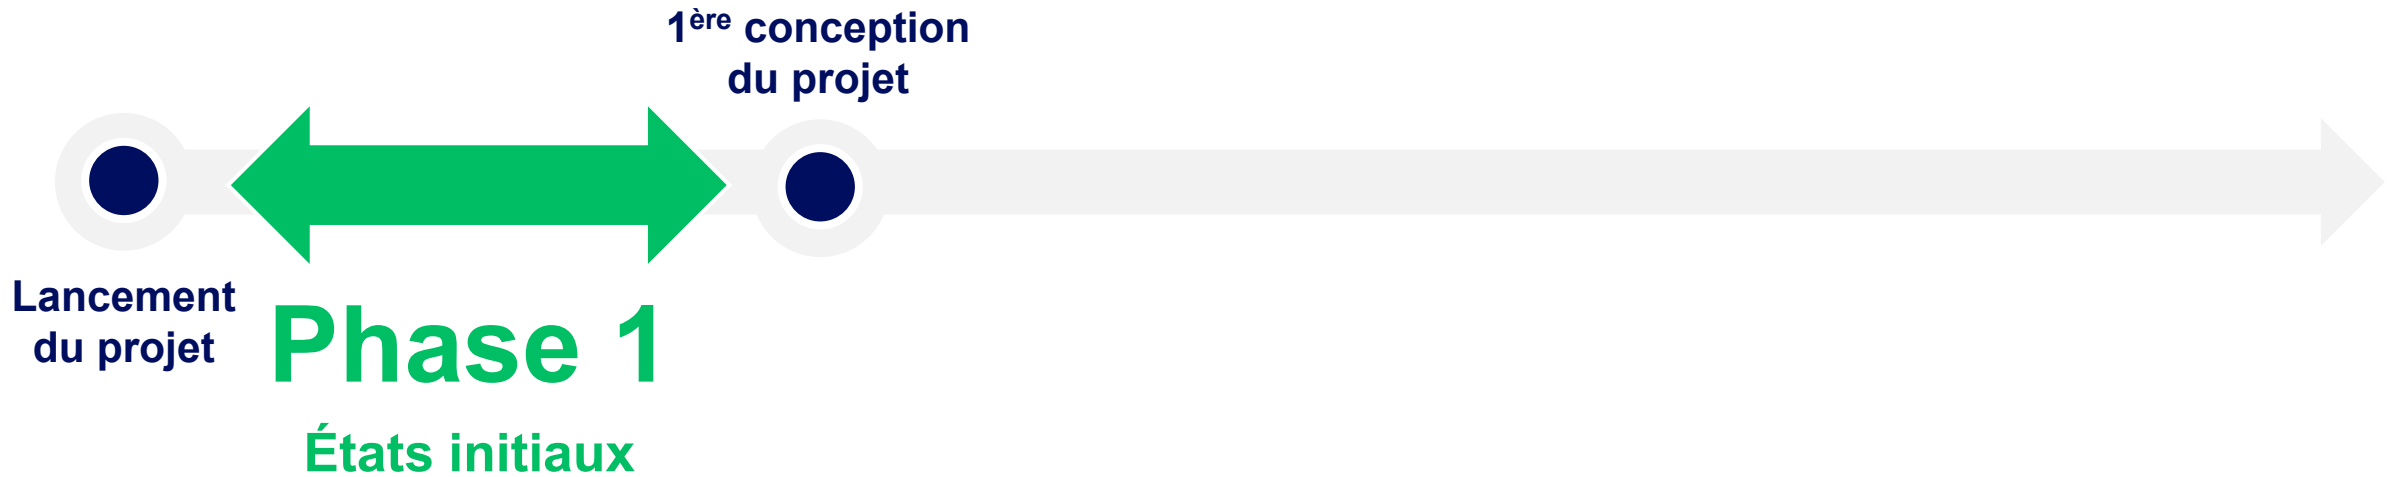 1ère conception
du projet
Lancement
du projet
Phase 1
États initiaux